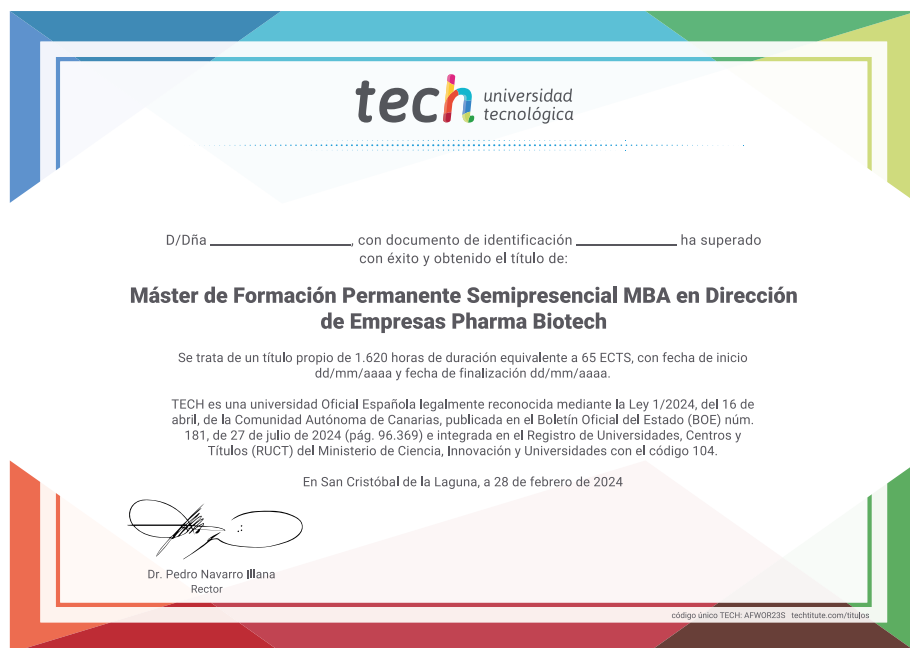 tech universidad
tecnológica
D/Dña ______________, con documento de identificación __________ ha superado
con éxito y obtenido el título de:
Máster de Formación Permanente Semipresencial MBA en Dirección
de Empresas Pharma Biotech
Se trata de un título propio de 1.620 horas de duración equivalente a 65 ECTS, con fecha de inicio
dd/mm/aaaa y fecha de finalización dd/mm/aaaa.
TECH es una universidad Oficial Española legalmente reconocida mediante la Ley 1/2024, del 16 de
abril, de la Comunidad Autónoma de Canarias, publicada en el Boletín Oficial del Estado (BOE) núm.
181, de 27 de julio de 2024 (pág. 96.369) e integrada en el Registro de Universidades, Centros y
Títulos (RUCT) del Ministerio de Ciencia, Innovación y Universidades con el código 104.
En San Cristóbal de la Laguna, a 28 de febrero de 2024
Dr. Pedro Navarro Illana
Rector
código único TECH: AFWOR23S techtitute.com/titulos